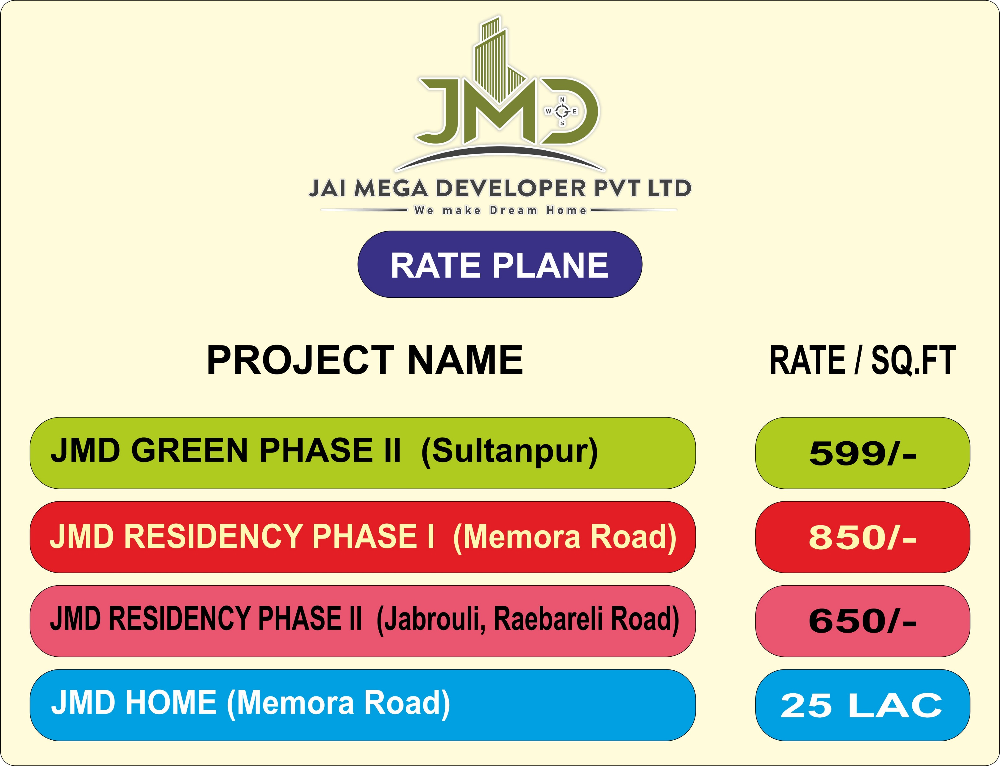 JMD
N
W E
S
JAI MEGA DEVELOPER PVT LTD
We make Dream Home
RATE PLANE
PROJECT NAME RATE / SQ.FT
JMD GREEN PHASE II (Sultanpur) 599/-
JMD RESIDENCY PHASE I (Memora Road) 850/-
JMD RESIDENCY PHASE II (Jabrouli, Raebareli Road) 650/-
JMD HOME (Memora Road) 25 LAC